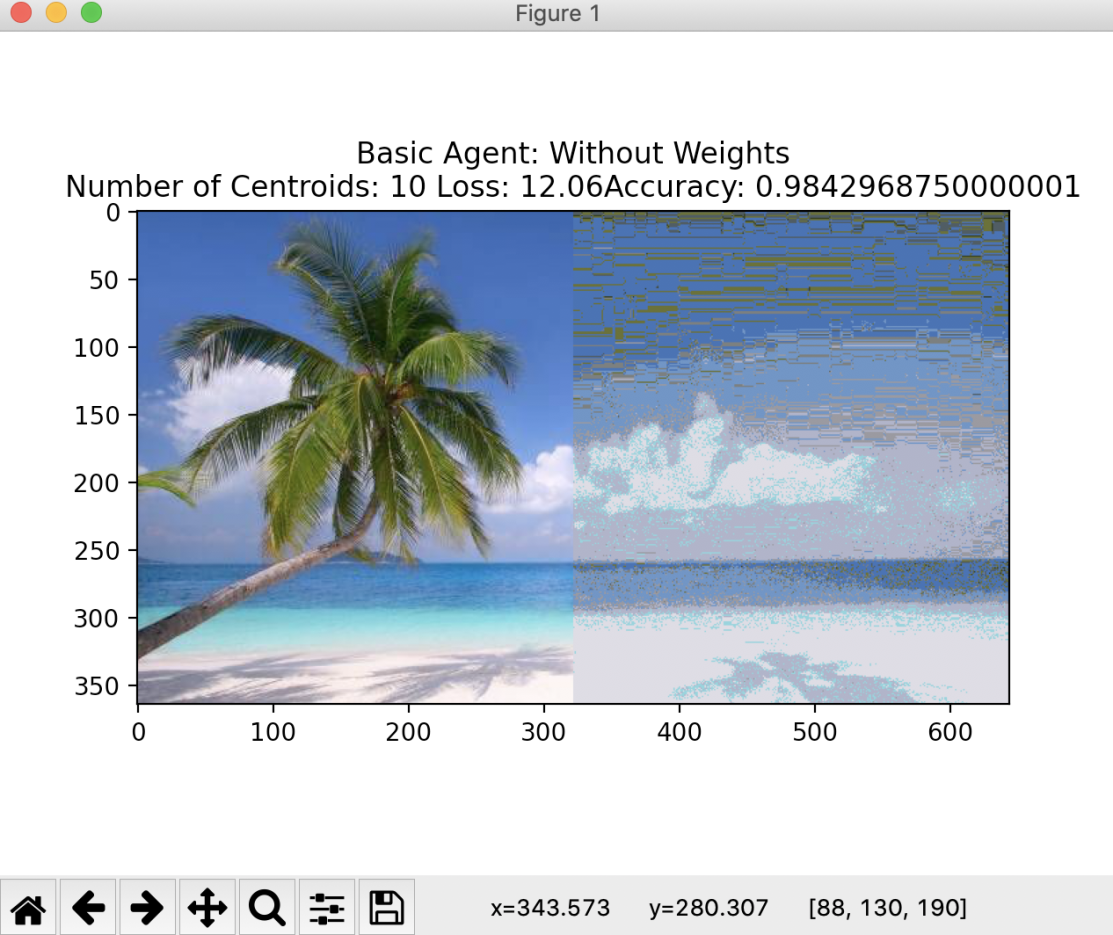 Figure 1
Basic Agent: Without Weights
Number of Centroids: 10 Loss: 12.06Accuracy: 0.9842968750000001
0
50
100
150
200
250
300
350
0 100 200 300 400 500 600
x=343.573 y=280.307 [88, 130, 190]